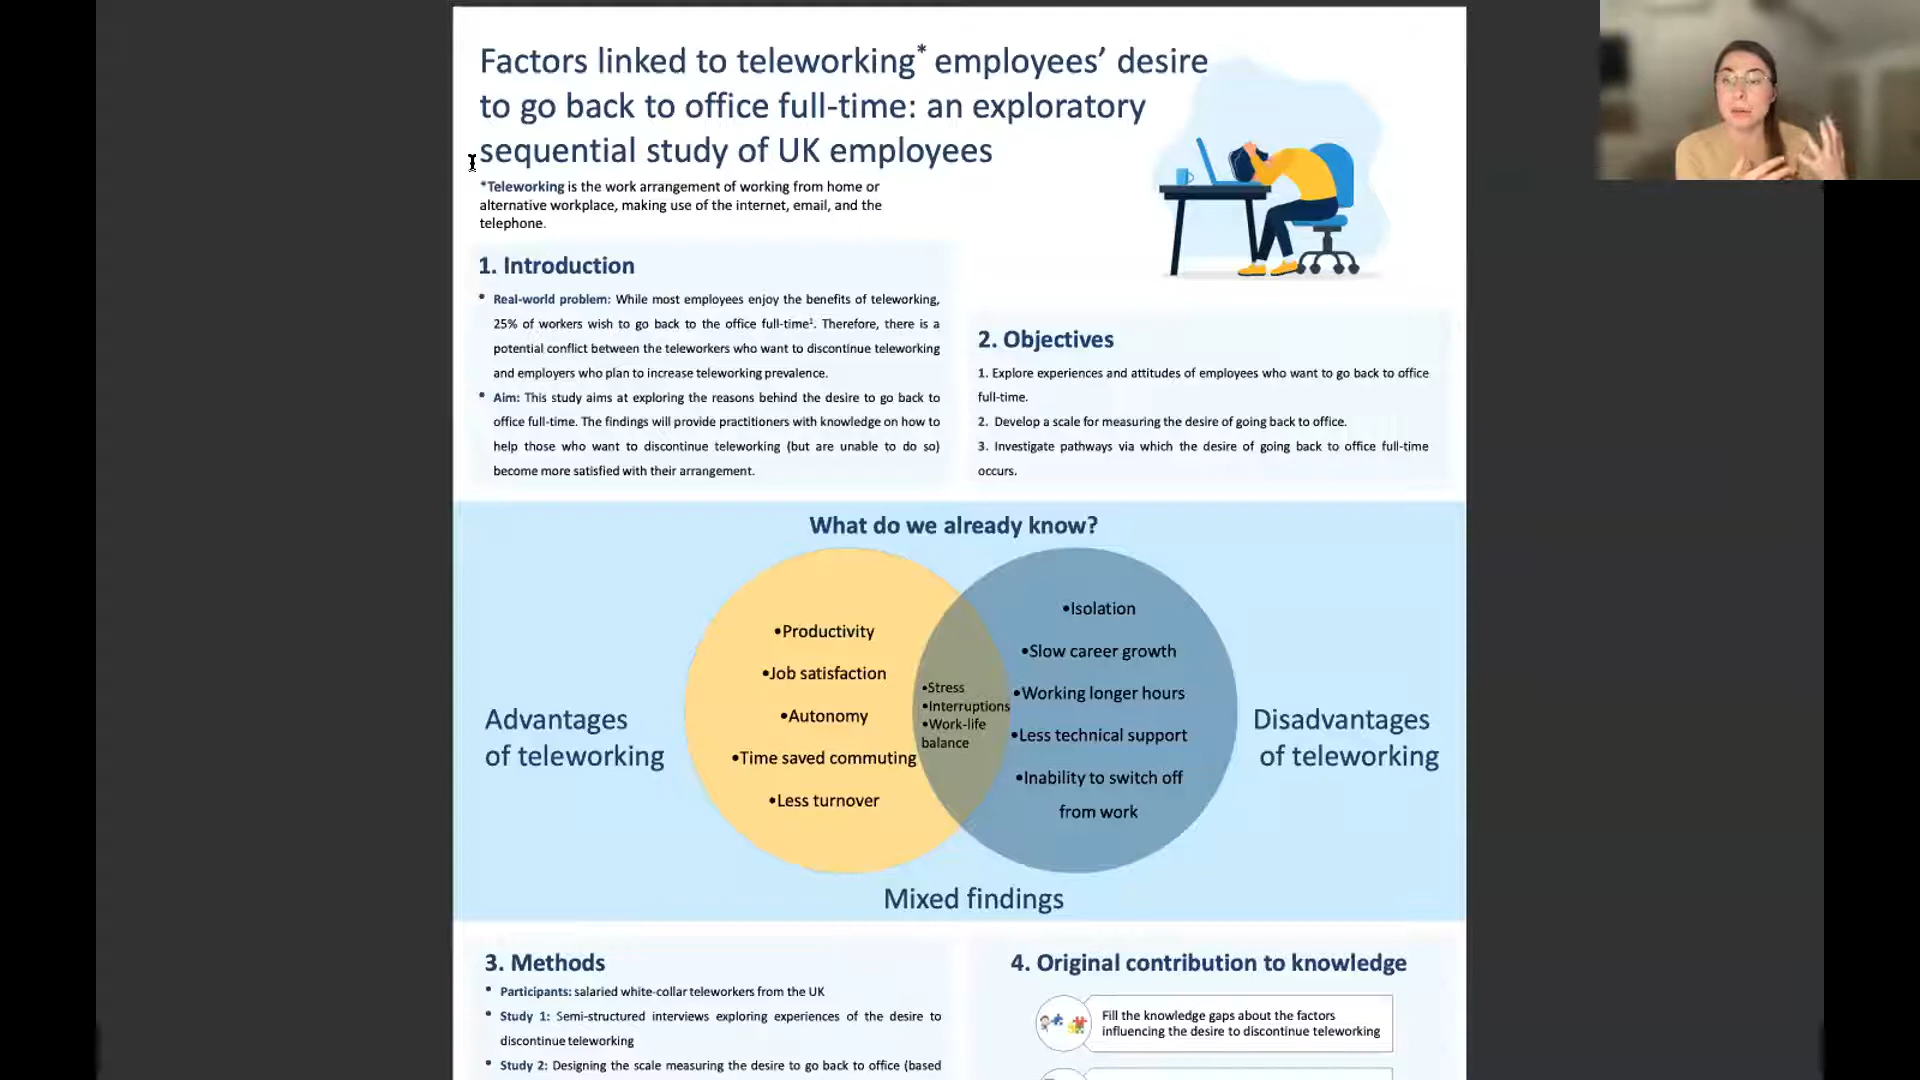 Factors linked to teleworking* employees’ desire
to go back to office full-time: an exploratory
sequential study of UK employees
*Teleworking is the work arrangement of working from home or
alternative workplace, making use of the internet, email, and the
telephone.
1. Introduction
• Real-world problem: While most employees enjoy the benefits of teleworking,
25% of workers wish to go back to the office full-time¹. Therefore, there is a
potential conflict between the teleworkers who want to discontinue teleworking
and employers who plan to increase teleworking prevalence.
• Aim: This study aims at exploring the reasons behind the desire to go back to
office full-time. The findings will provide practitioners with knowledge on how to
help those who want to discontinue teleworking (but are unable to do so)
become more satisfied with their arrangement.
2. Objectives
1. Explore experiences and attitudes of employees who want to go back to office
full-time.
2. Develop a scale for measuring the desire of going back to office.
3. Investigate pathways via which the desire of going back to office full-time
occurs.
What do we already know?
Advantages
of teleworking
•Productivity
•Job satisfaction
•Autonomy
•Time saved commuting
•Less turnover
•Stress
•Interruptions
•Work-life
balance
•Isolation
•Slow career growth
•Working longer hours
•Less technical support
•Inability to switch off
from work
Disadvantages
of teleworking
Mixed findings
3. Methods
• Participants: salaried white-collar teleworkers from the UK
• Study 1: Semi-structured interviews exploring experiences of the desire to
discontinue teleworking
• Study 2: Designing the scale measuring the desire to go back to office (based
4. Original contribution to knowledge
Fill the knowledge gaps about the factors
influencing the desire to discontinue teleworking